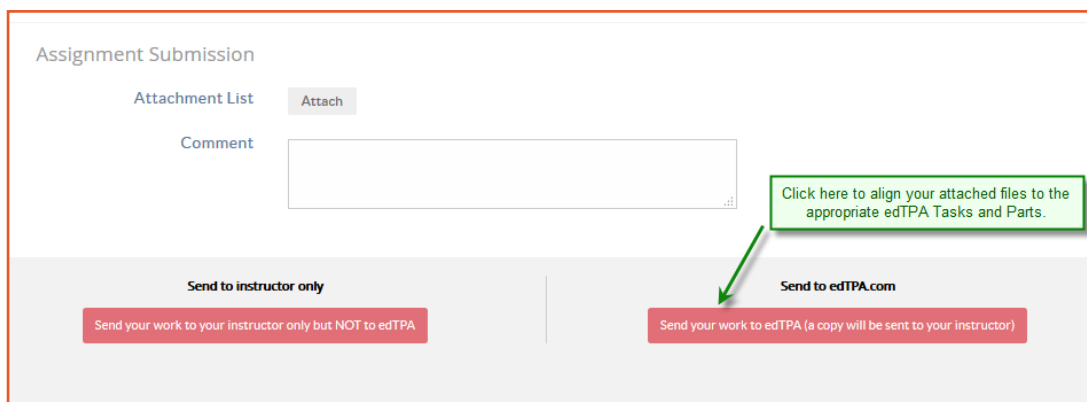 Assignment Submission
Attachment List
Attach
Comment
Click here to align your attached files to the
appropriate edTPA Tasks and Parts.
Send to instructor only
Send to edTPA.com
Send your work to your instructor only but NOT to edTPA
Send your work to edTPA (a copy will be sent to your instructor)